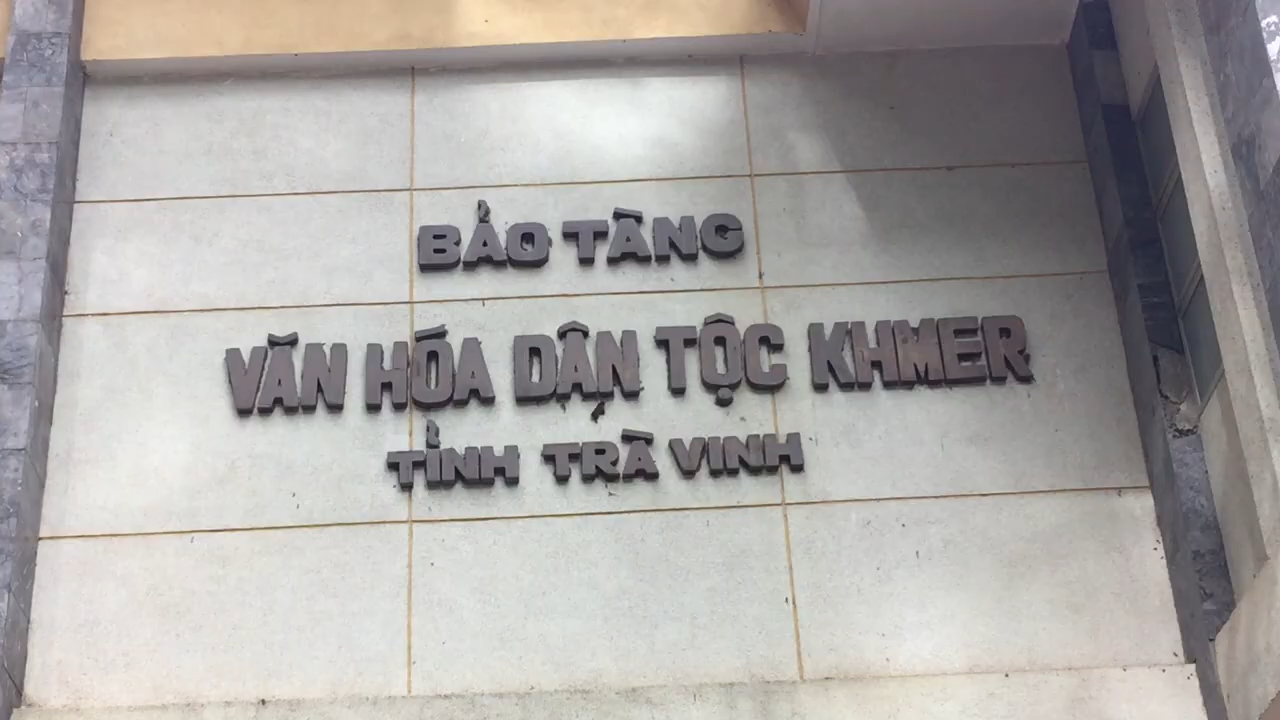 BẢO TÀNG
VĂN HÓA DÂN TỘC KHMER
TỈNH TRÀ VINH